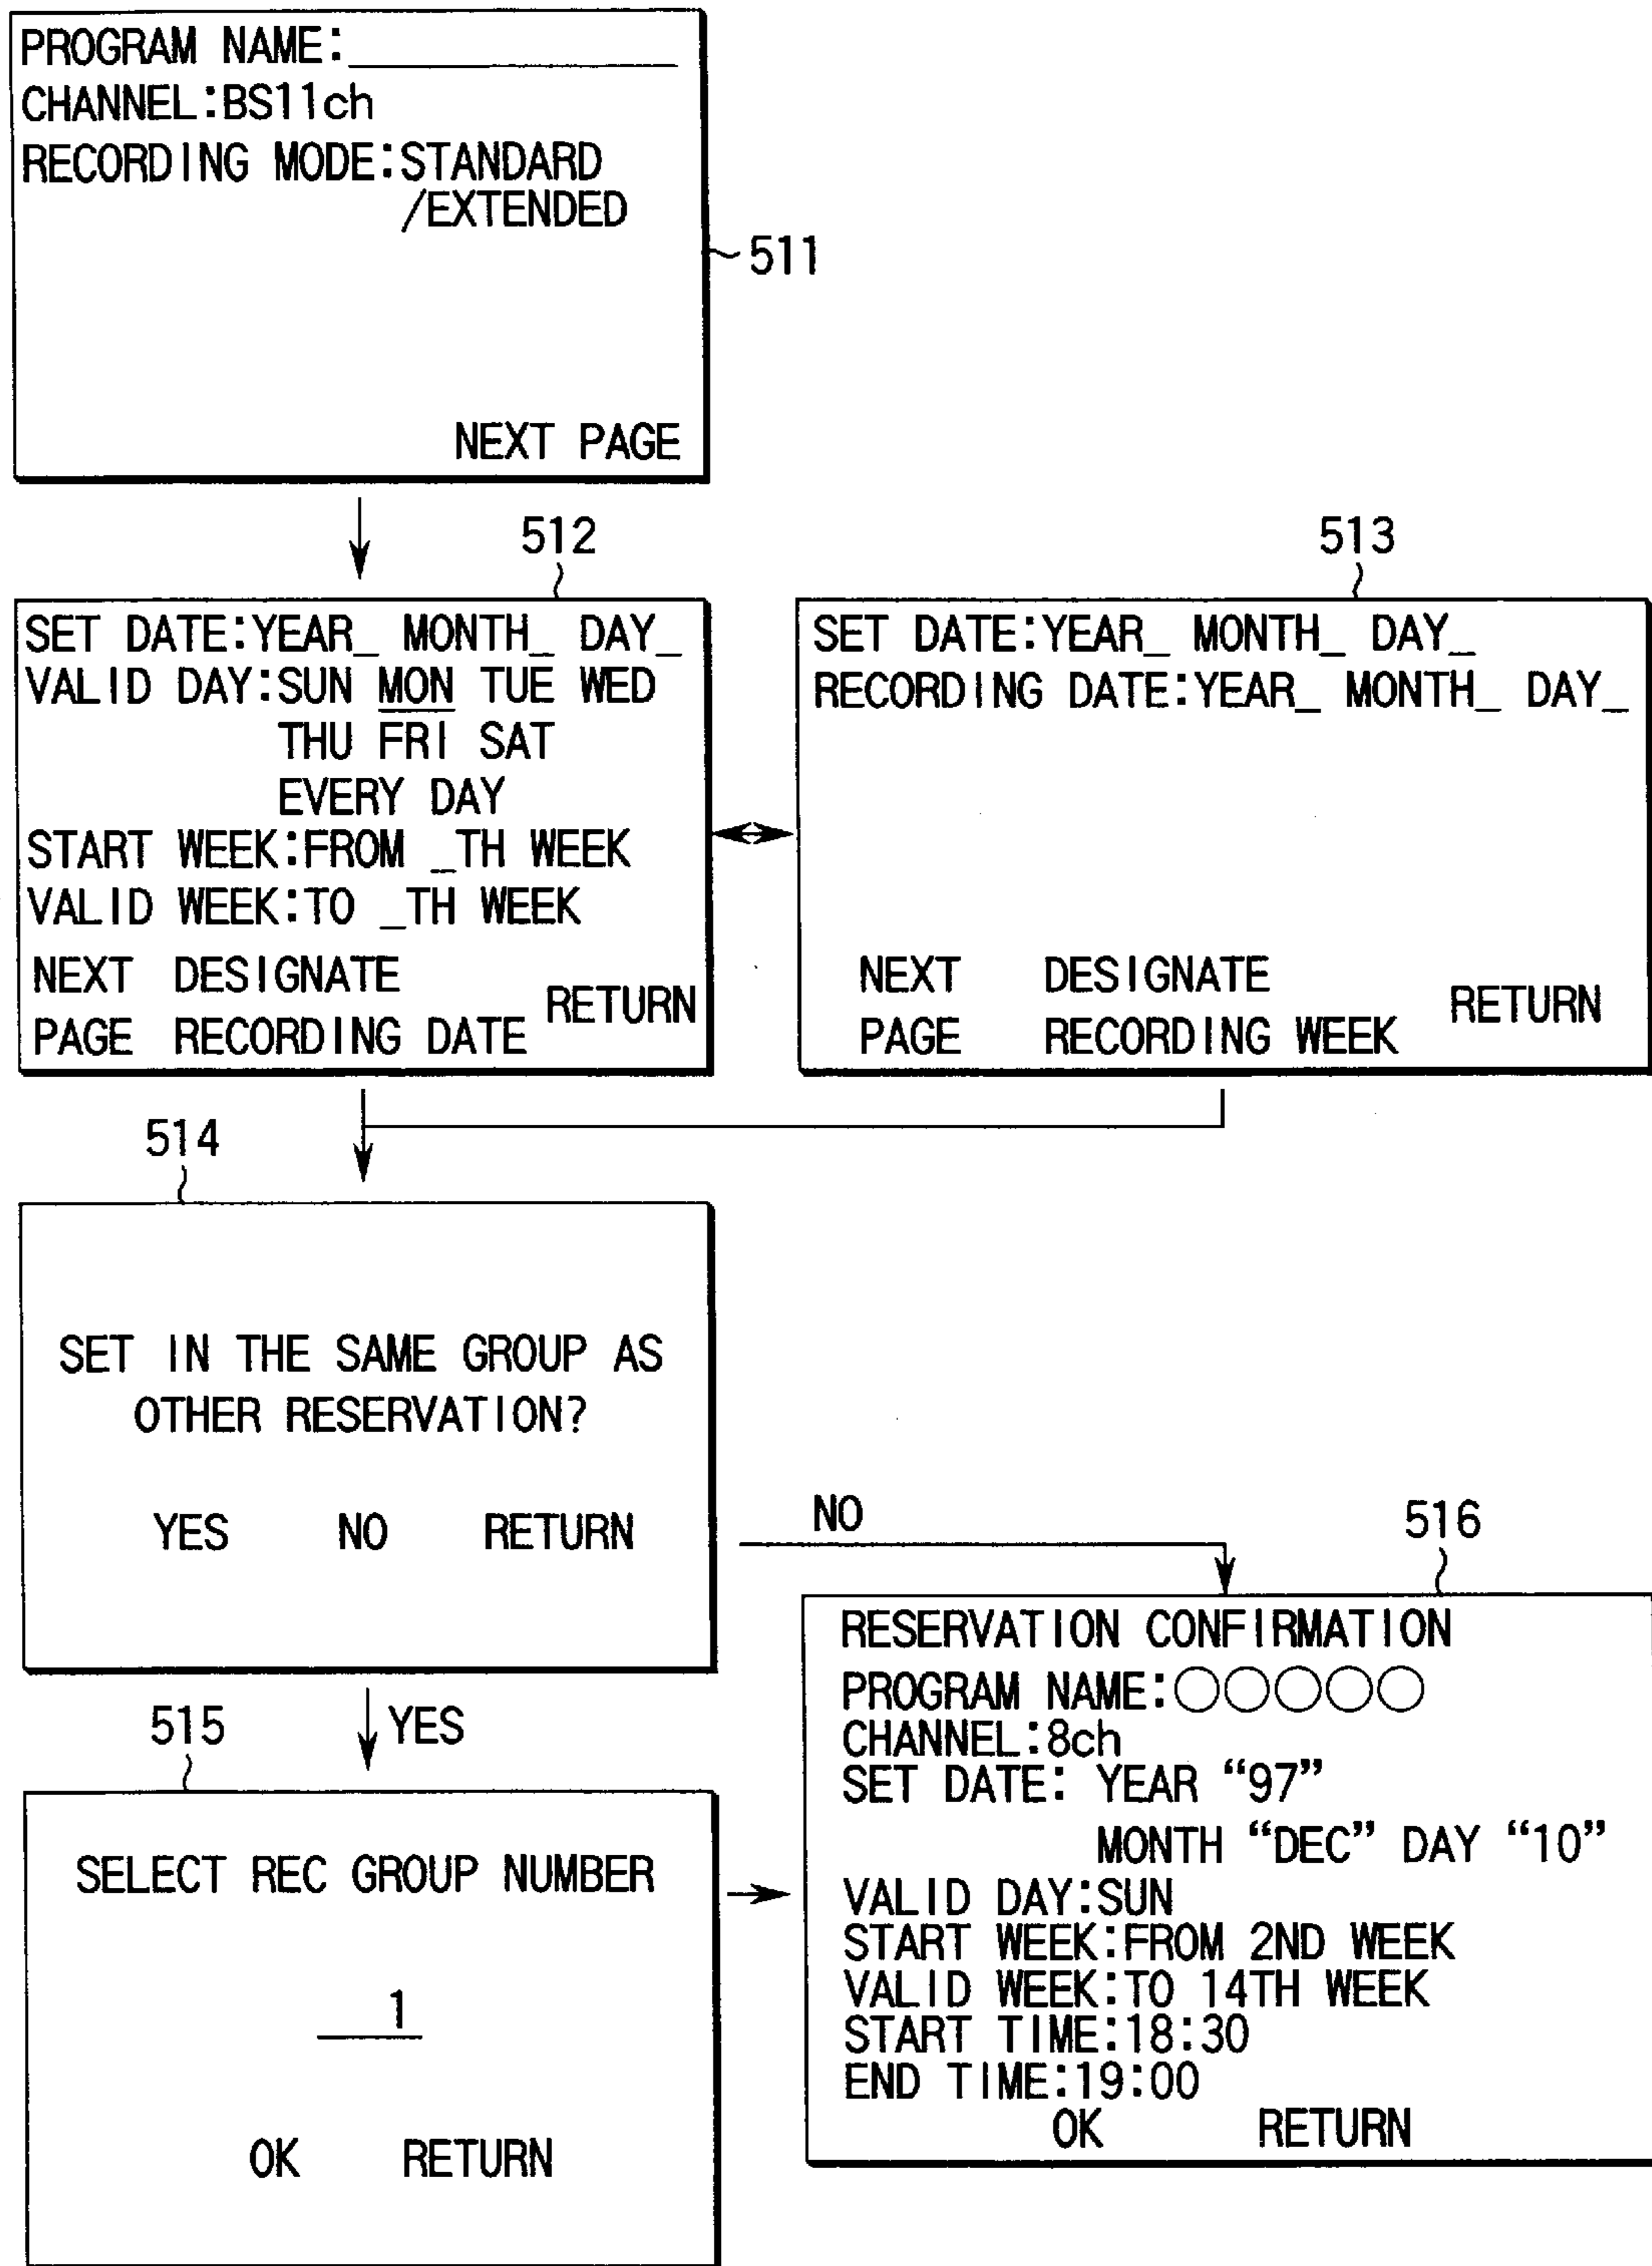 PROGRAM NAME:_____________
CHANNEL:BS11ch
RECORDING MODE:STANDARD
/EXTENDED
NEXT PAGE
511
512
SET DATE:YEAR_ MONTH_ DAY_
VALID DAY:SUN MON TUE WED
THU FRI SAT
EVERY DAY
START WEEK:FROM _TH WEEK
VALID WEEK:TO _TH WEEK
NEXT DESIGNATE
RETURN
PAGE RECORDING DATE
513
SET DATE:YEAR_ MONTH_ DAY_
RECORDING DATE:YEAR_ MONTH_ DAY_
NEXT DESIGNATE
RETURN
PAGE RECORDING WEEK
514
SET IN THE SAME GROUP AS
OTHER RESERVATION?
YES NO RETURN
NO
YES
515
SELECT REC GROUP NUMBER
1
OK RETURN
516
RESERVATION CONFIRMATION
PROGRAM NAME:○○○○○
CHANNEL:8ch
SET DATE: YEAR “97”
MONTH “DEC” DAY “10”
VALID DAY:SUN
START WEEK:FROM 2ND WEEK
VALID WEEK:TO 14TH WEEK
START TIME:18:30
END TIME:19:00
OK RETURN